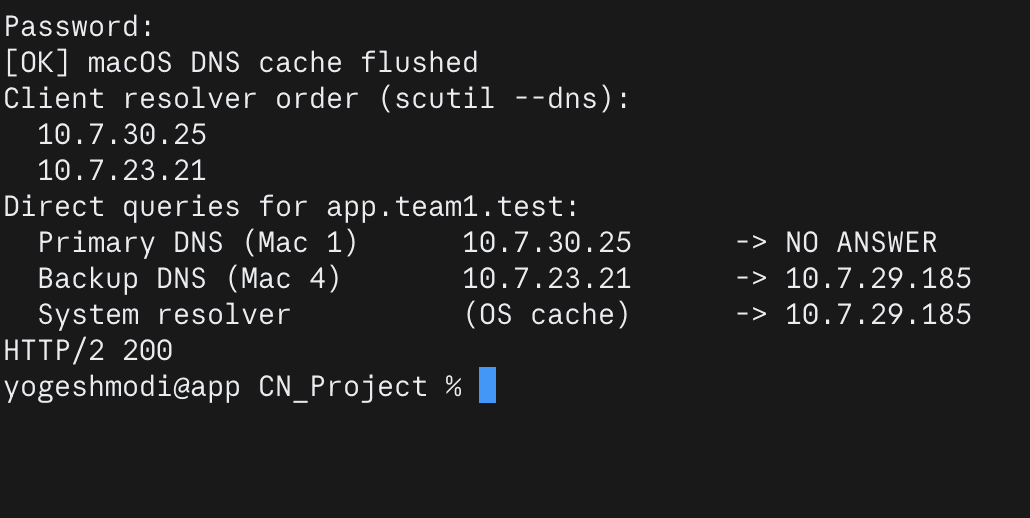 Password:
[OK] macOS DNS cache flushed
Client resolver order (scutil --dns):
  10.7.30.25
  10.7.23.21
Direct queries for app.team1.test:
  Primary DNS (Mac 1)      10.7.30.25      -> NO ANSWER
  Backup DNS (Mac 4)       10.7.23.21      -> 10.7.29.185
  System resolver          (OS cache)      -> 10.7.29.185
HTTP/2 200
yogeshmodi@app CN_Project %